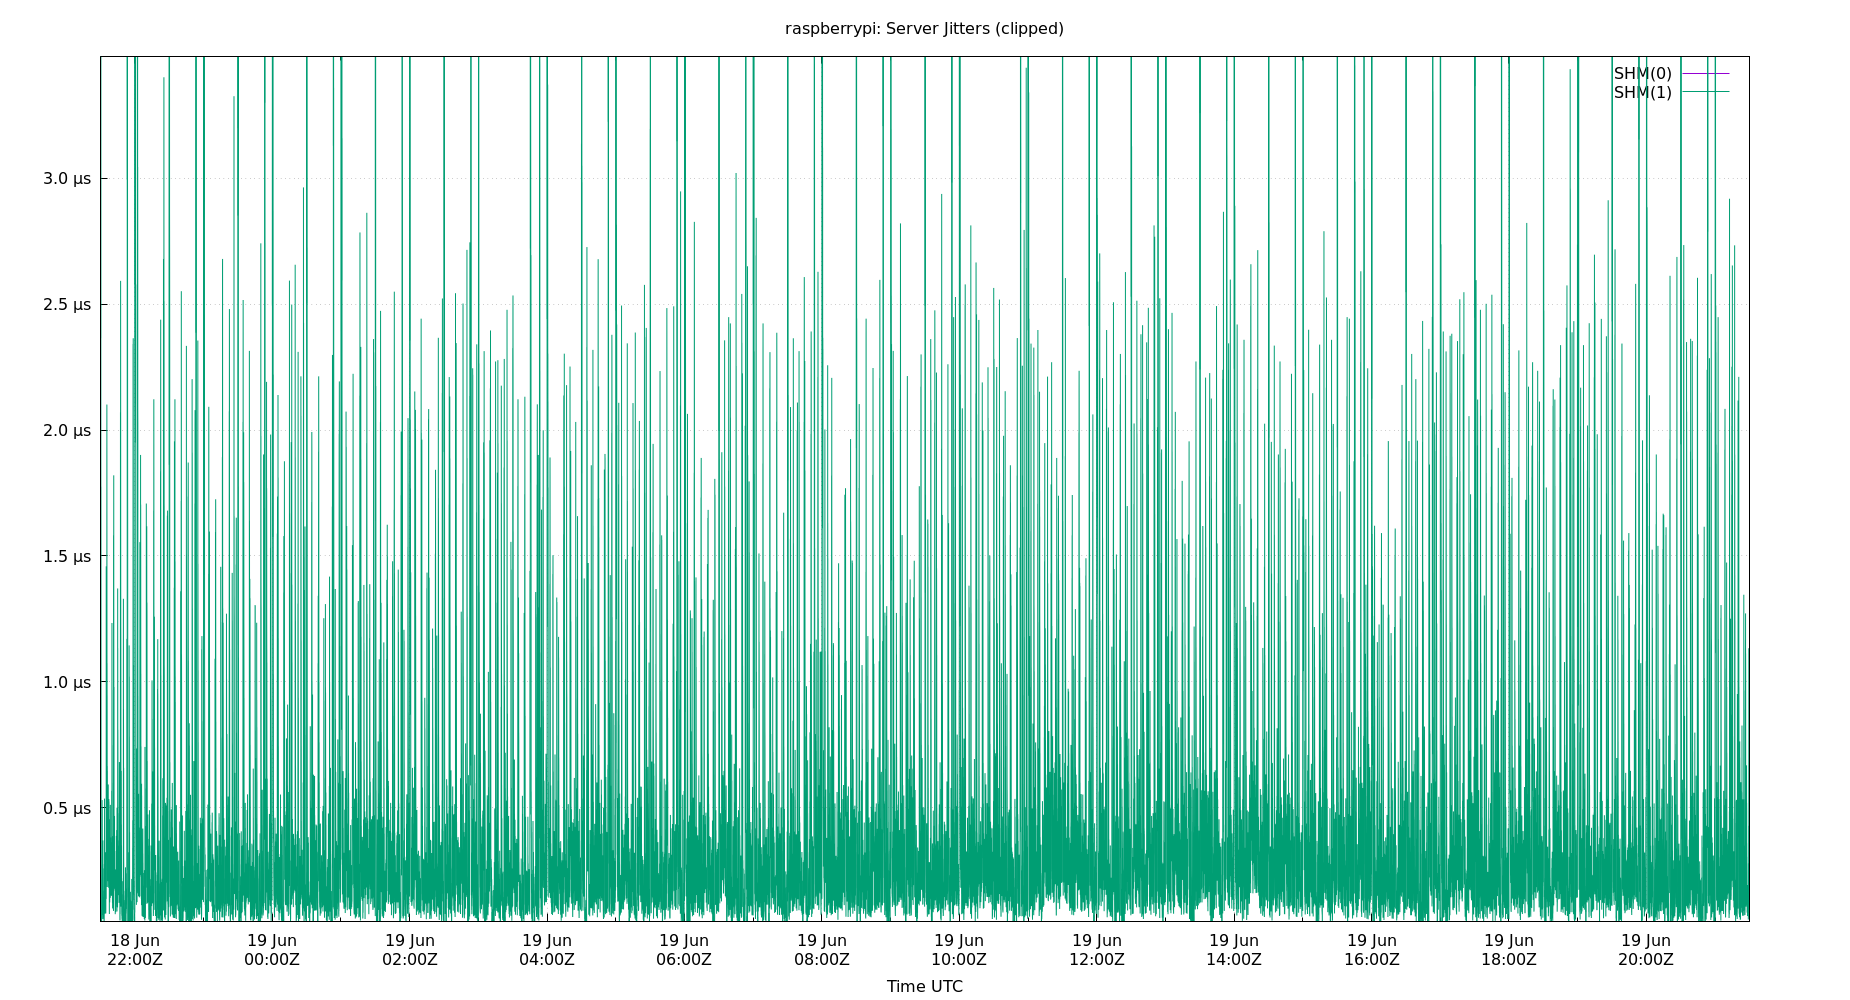 raspberrypi: Server Jitters (clipped)
SHM(0)
SHM(1)
3.0 µs
2.5 µs
2.0 µs
1.5 µs
1.0 µs
0.5 µs
18 Jun 19 Jun 19 Jun 19 Jun 19 Jun 19 Jun 19 Jun 19 Jun 19 Jun 19 Jun 19 Jun 19 Jun
22:00Z 00:00Z 02:00Z 04:00Z 06:00Z 08:00Z 10:00Z 12:00Z 14:00Z 16:00Z 18:00Z 20:00Z
Time UTC